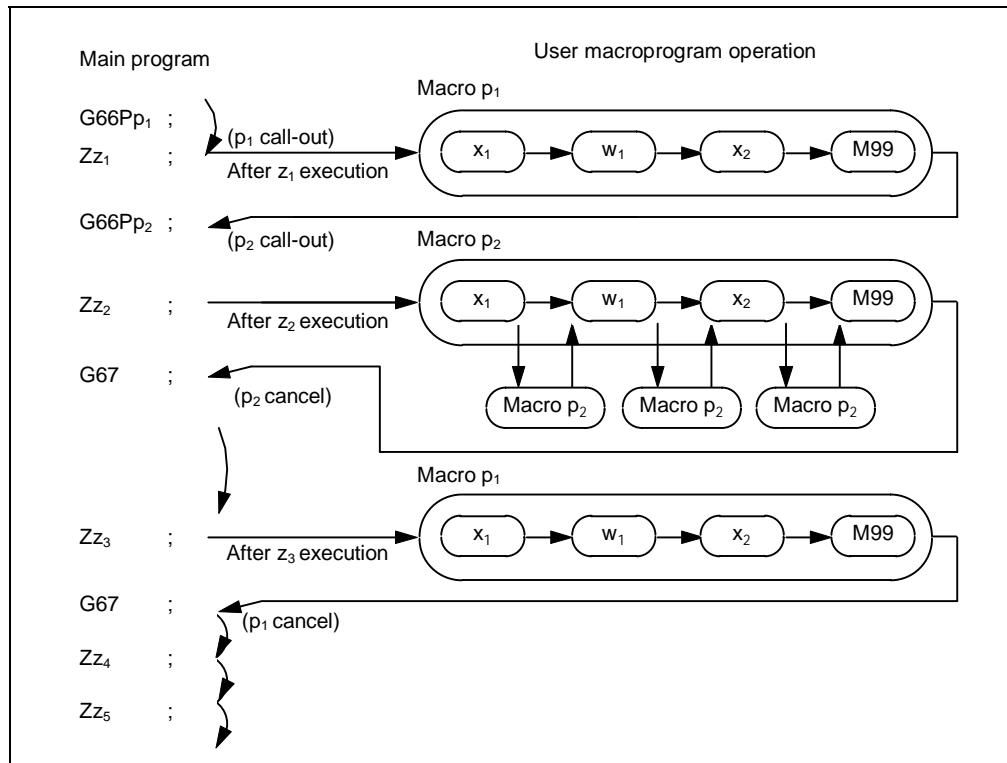 Main program
User macroprogram operation
Macro p₁
G66Pp₁ ;
(p₁ call-out)
Zz₁ ;
After z₁ execution
x₁ w₁ x₂ M99
G66Pp₂ ;
(p₂ call-out)
Macro p₂
Zz₂ ;
After z₂ execution
x₁ w₁ x₂ M99
G67 ;
(p₂ cancel)
Macro p₂ Macro p₂ Macro p₂
Macro p₁
Zz₃ ;
After z₃ execution
x₁ w₁ x₂ M99
G67 ;
(p₁ cancel)
Zz₄ ;
Zz₅ ;